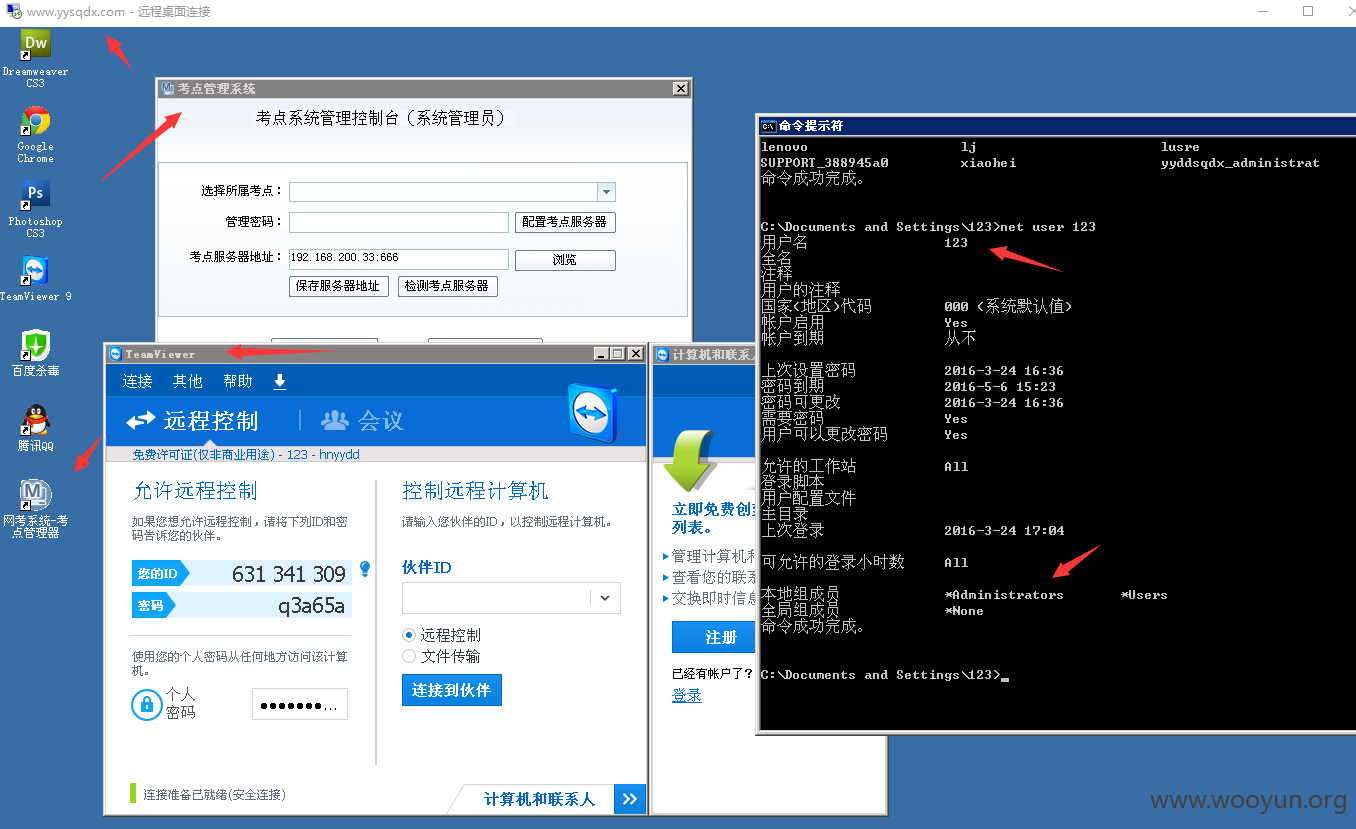 www.yysqdx.com - 远程桌面连接
Dw
Dreamweaver
CS3
Google
Chrome
Ps
Photoshop
CS3
TeamViewer 9
百度杀毒
腾讯QQ
网考系统-考
点管理器
考点管理系统
考点系统管理控制台（系统管理员）
选择所属考点：
管理密码：
配置考点服务器
考点服务器地址：
192.168.200.33:666
浏览
保存服务器地址
检测考点服务器
TeamViewer
连接 其他 帮助
远程控制
会议
免费许可证(仅非商业用途) - 123 - hnyydd
允许远程控制
如果您想允许远程控制，请将下列ID和密
码告诉您的伙伴。
您的ID 631 341 309
密码 q3a65a
使用您的个人密码从任何地方访问该计算
机。
个人
密码
控制远程计算机
请输入您伙伴的ID，以控制远程计算机。
伙伴ID
远程控制
文件传输
连接到伙伴
连接准备已就绪(安全连接)
计算机和联系人
计算机和联系人
立即免费创
列表。
管理计算机和
查看您的联系
交换即时信息
注册
已经有帐户了?
登录
命令提示符
lenovo lj lusre
SUPPORT_388945a0 xiaohei yyddsqdx_administrat
命令成功完成。
C:\Documents and Settings\123>net user 123
用户名 123
全名
注释
用户的注释
国家(地区)代码 000 (系统默认值)
帐户启用 Yes
帐户到期 从不
上次设置密码 2016-3-24 16:36
密码到期 2016-5-6 15:23
密码可更改 2016-3-24 16:36
需要密码 Yes
用户可以更改密码 Yes
允许的工作站 All
登录脚本
用户配置文件
主目录
上次登录 2016-3-24 17:04
可允许的登录小时数 All
本地组成员 *Administrators *Users
全局组成员 *None
命令成功完成。
C:\Documents and Settings\123>
www.wooyun.org